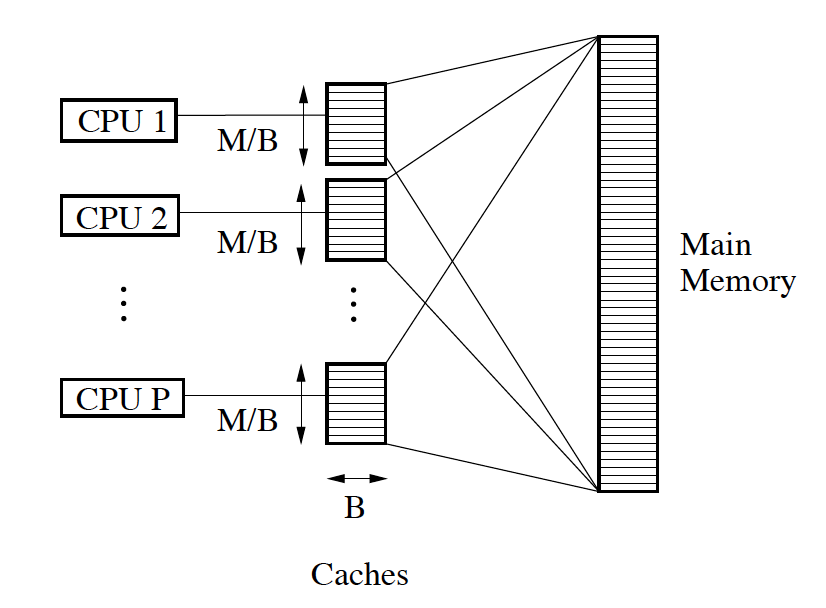 CPU 1
M/B
CPU 2
M/B
Main
Memory
CPU P
M/B
B
Caches